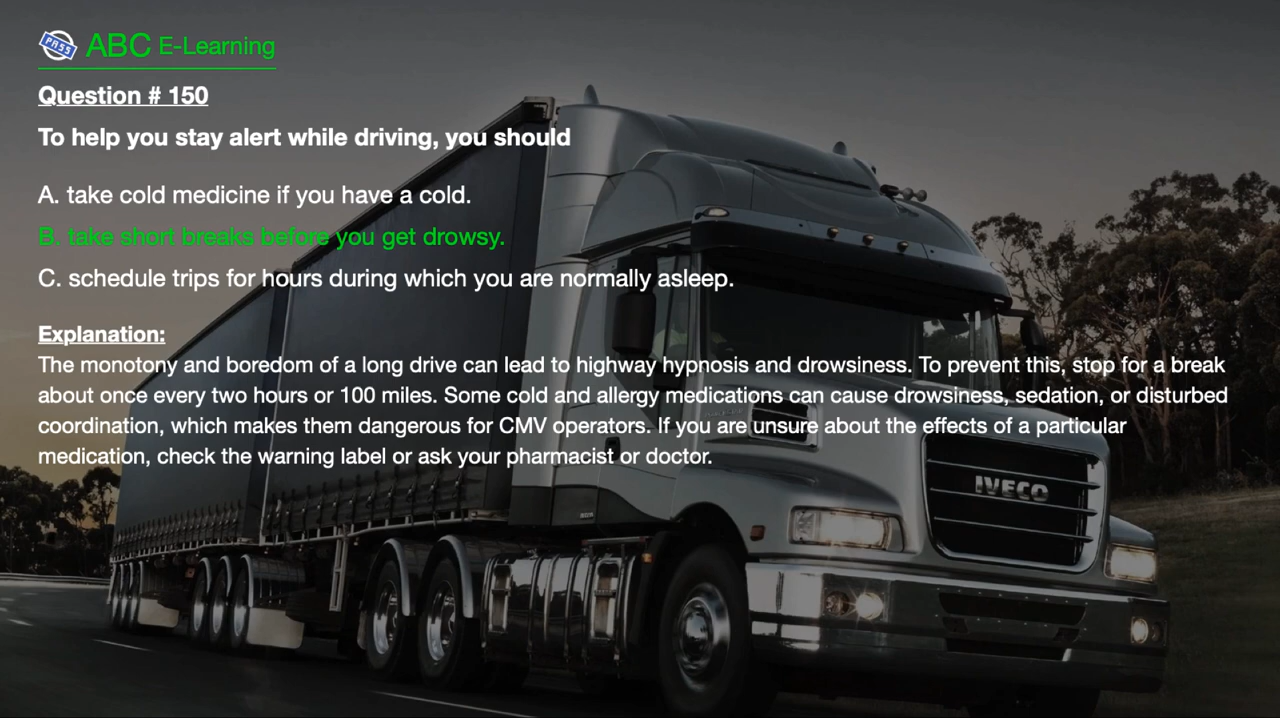 PASS
ABC E-Learning
Question # 150
To help you stay alert while driving, you should
A. take cold medicine if you have a cold.
B. take short breaks before you get drowsy.
C. schedule trips for hours during which you are normally asleep.
Explanation:
The monotony and boredom of a long drive can lead to highway hypnosis and drowsiness. To prevent this, stop for a break
about once every two hours or 100 miles. Some cold and allergy medications can cause drowsiness, sedation, or disturbed
coordination, which makes them dangerous for CMV operators. If you are unsure about the effects of a particular
medication, check the warning label or ask your pharmacist or doctor.
IVECO